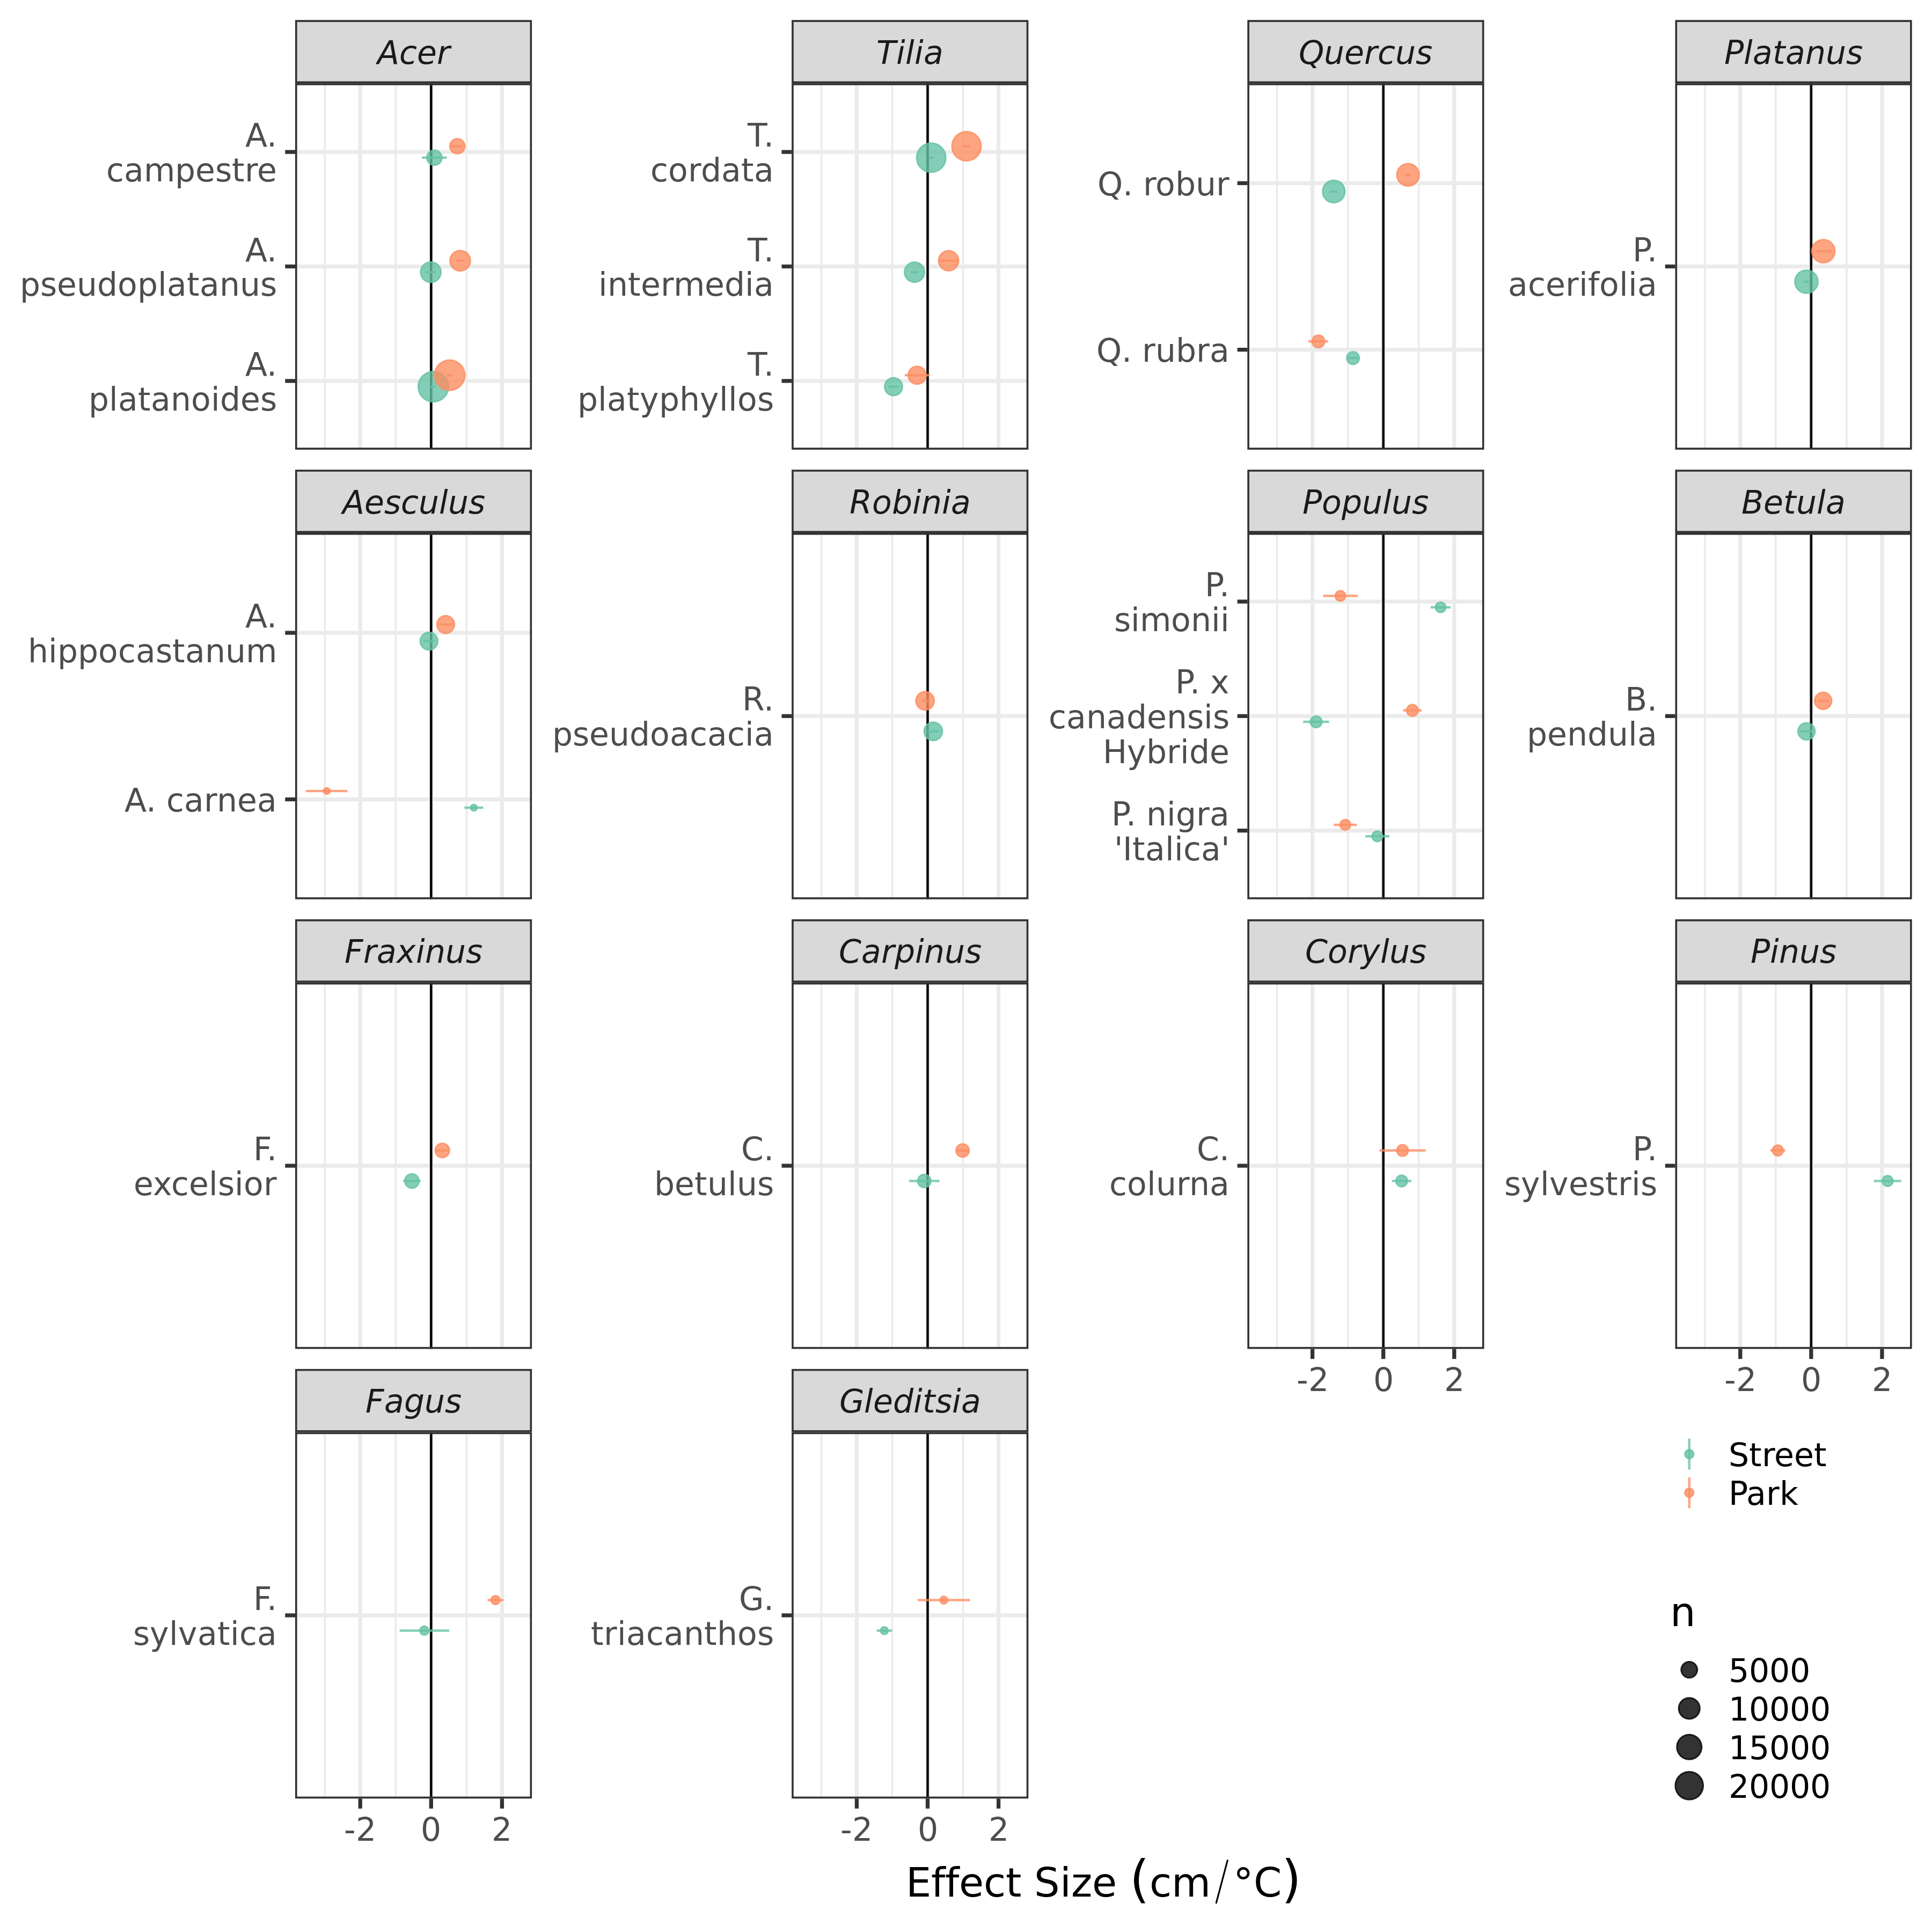 Acer
Tilia
Quercus
Platanus
A.
campestre
A.
pseudoplatanus
A.
platanoides
T.
cordata
T.
intermedia
T.
platyphyllos
Q. robur
Q. rubra
P.
acerifolia
Aesculus
Robinia
Populus
Betula
A.
hippocastanum
A. carnea
R.
pseudoacacia
P.
simonii
P. x
canadensis
Hybride
P. nigra
'Italica'
B.
pendula
Fraxinus
Carpinus
Corylus
Pinus
F.
excelsior
C.
betulus
C.
colurna
P.
sylvestris
-2 0 2
-2 0 2
Fagus
Gleditsia
F.
sylvatica
G.
triacanthos
-2 0 2
-2 0 2
Street
Park
n
5000
10000
15000
20000
Effect Size (cm/°C)